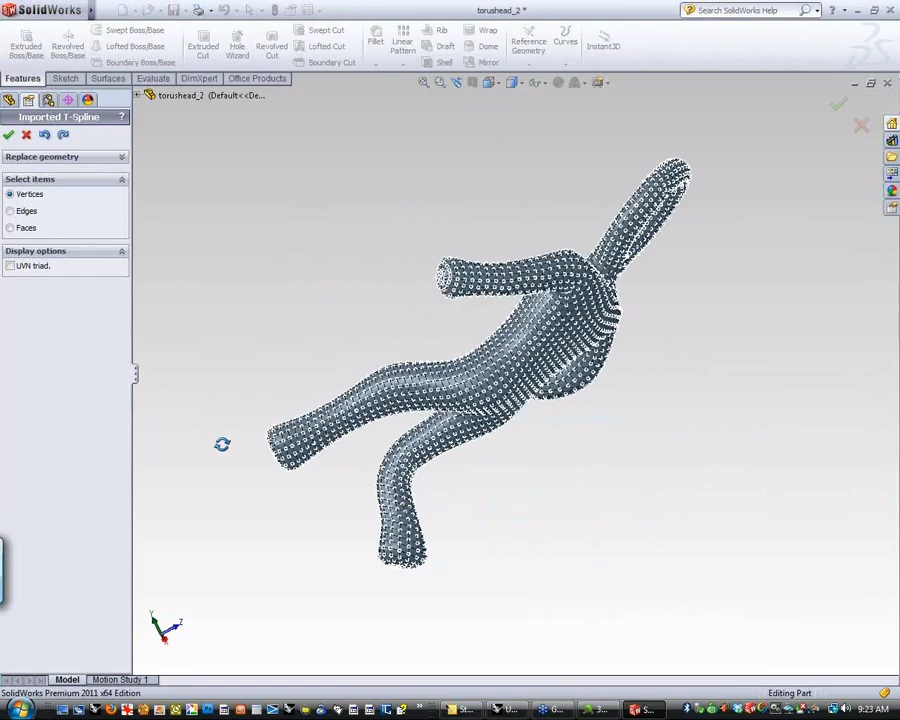 SolidWorks
torushead_2 *
Search SolidWorks
Extruded Boss/Base
Revolved Boss/Base
Swept Boss/Base
Lofted Boss/Base
Boundary Boss/Base
Extruded Cut
Hole Wizard
Revolved Cut
Swept Cut
Lofted Cut
Boundary Cut
Fillet
Linear Pattern
Rib
Draft
Shell
Wrap
Dome
Mirror
Reference Geometry
Curves
Instant3D
Features Sketch Surfaces Evaluate DimXpert Office Products
torushead_2 (Default<<De...
Imported T-Spline ?
Replace geometry
Select items
Vertices
Edges
Faces
Display options
UVN triad.
Y
Z
Model Motion Study 1
SolidWorks Premium 2011 x64 Edition
Editing Part
St...
U...
G...
3...
S...
9:23 AM